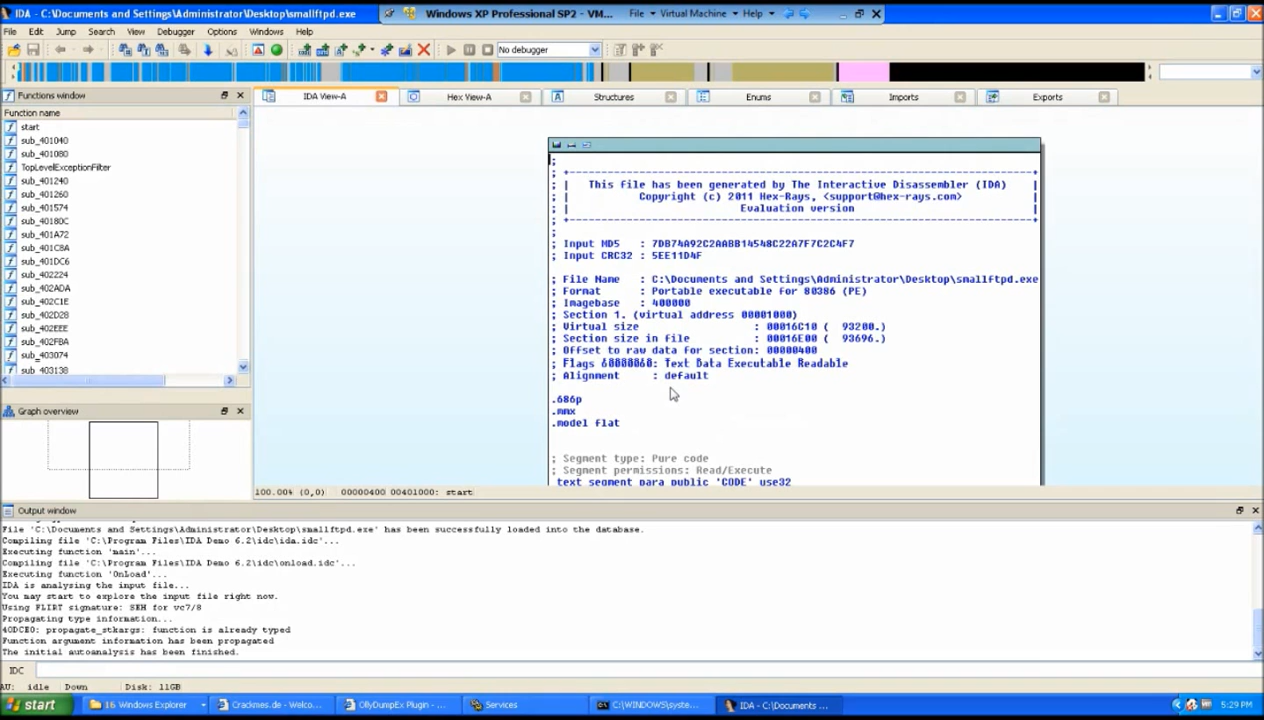 IDA - C:\Documents and Settings\Administrator\Desktop\smallftpd.exe
Windows XP Professional SP2 - VM...
File
Virtual Machine
Help
File Edit Jump Search View Debugger Options Windows Help
No debugger
Functions window
IDA View-A
Hex View-A
Structures
Enums
Imports
Exports
Function name
start
sub_401040
sub_401080
TopLevelExceptionFilter
sub_401240
sub_401260
sub_401574
sub_40180C
sub_401A72
sub_401C8A
sub_401DC6
sub_402224
sub_402ADA
sub_402C1E
sub_402D28
sub_402EEE
sub_402FBA
sub_403074
sub_403138
Graph overview
;
; +-------------------------------------------------------------------------+
; | This file has been generated by The Interactive Disassembler (IDA) |
; | Copyright (c) 2011 Hex-Rays, <support@hex-rays.com> |
; | Evaluation version |
; +-------------------------------------------------------------------------+
;
; Input MD5 : 7DB74A92C2AABB14548C22A7F7C2C4F7
; Input CRC32 : 5EE11D4F
; File Name : C:\Documents and Settings\Administrator\Desktop\smallftpd.exe
; Format : Portable executable for 80386 (PE)
; Imagebase : 400000
; Section 1. (virtual address 00001000)
; Virtual size : 00016C10 ( 93200.)
; Section size in file : 00016E00 ( 93696.)
; Offset to raw data for section: 00000400
; Flags 60000060: Text Data Executable Readable
; Alignment : default
.686p
.mmx
.model flat
; Segment type: Pure code
; Segment permissions: Read/Execute
text segment para public 'CODE' use32
100.00% (0,0) 00000400 00401000: start
Output window
File 'C:\Documents and Settings\Administrator\Desktop\smallftpd.exe' has been successfully loaded into the database.
Compiling file 'C:\Program Files\IDA Demo 6.2\idc\ida.idc'...
Executing function 'main'...
Compiling file 'C:\Program Files\IDA Demo 6.2\idc\onload.idc'...
Executing function 'OnLoad'...
IDA is analysing the input file...
You may start to explore the input file right now.
Using FLIRT signature: SEH for vc7/8
Propagating type information...
40DCE0: propagate_stkargs: function is already typed
Function argument information has been propagated
The initial autoanalysis has been finished.
IDC
AU: idle Down Disk: 11GB
start
16 Windows Explorer
Crackmes.de - Welco...
OllyDumpEx Plugin - ...
Services
C:\WINDOWS\syste...
IDA - C:\Documents ...
5:29 PM